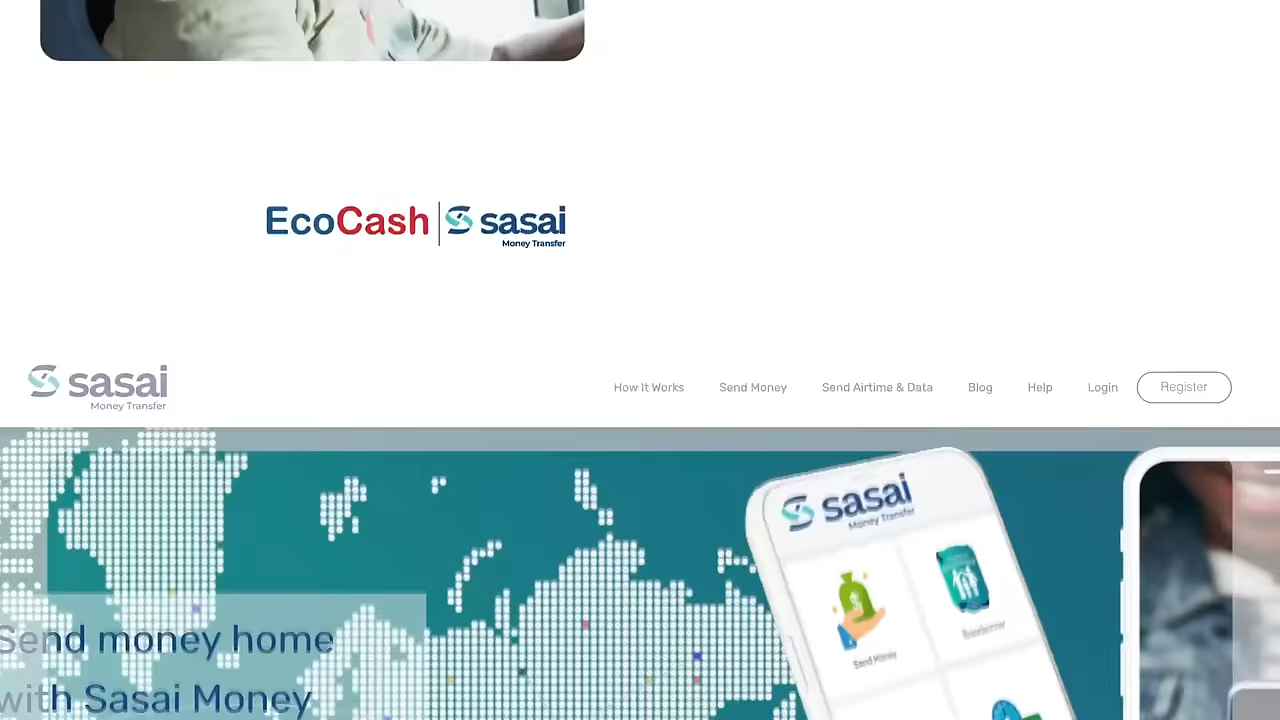 EcoCash sasai
Money Transfer
sasai
Money Transfer
How It Works Send Money Send Airtime & Data Blog Help Login Register
sasai
Money Transfer
Send Money
Send money home
with Sasai Money